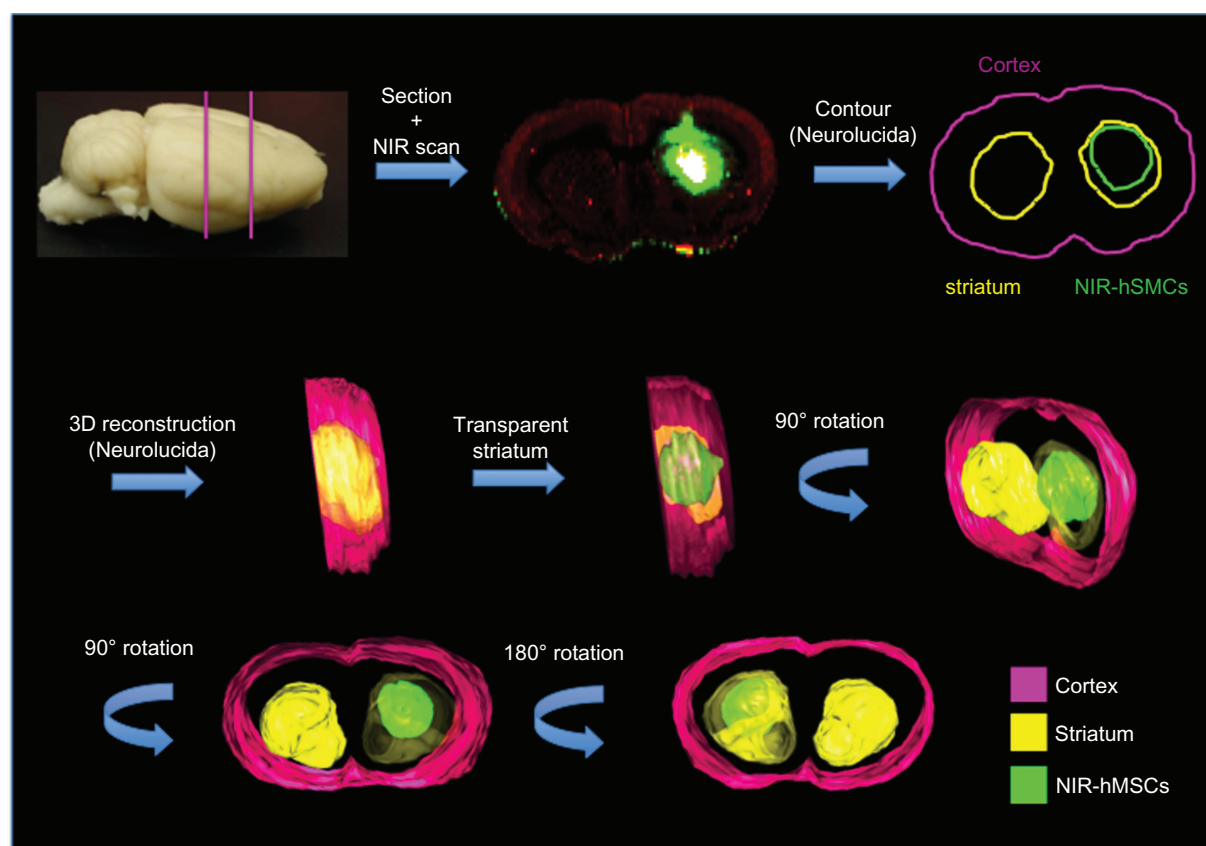 Cortex
Section
+
NIR scan
Contour
(Neurolucida)
striatum
NIR-hSMCs
3D reconstruction
(Neurolucida)
Transparent
striatum
90° rotation
90° rotation
180° rotation
Cortex
Striatum
NIR-hMSCs